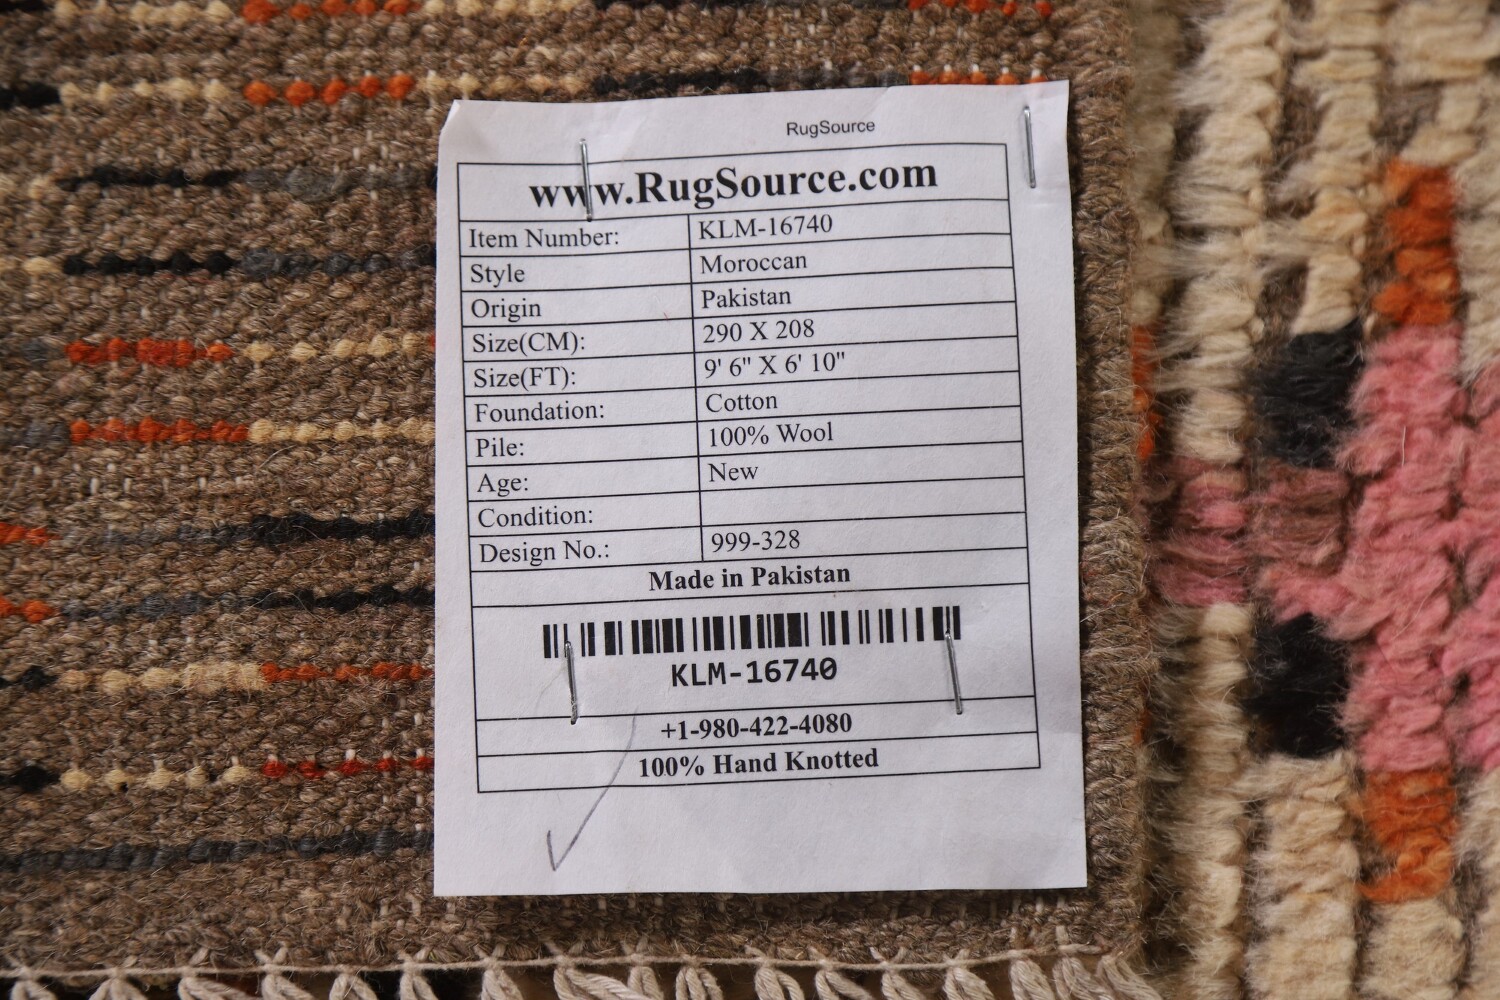 RugSource
www.RugSource.com
Item Number: KLM-16740
Style Moroccan
Origin Pakistan
Size(CM): 290 X 208
Size(FT): 9' 6" X 6' 10"
Foundation: Cotton
Pile: 100% Wool
Age: New
Condition:
Design No.: 999-328
Made in Pakistan
KLM-16740
+1-980-422-4080
100% Hand Knotted